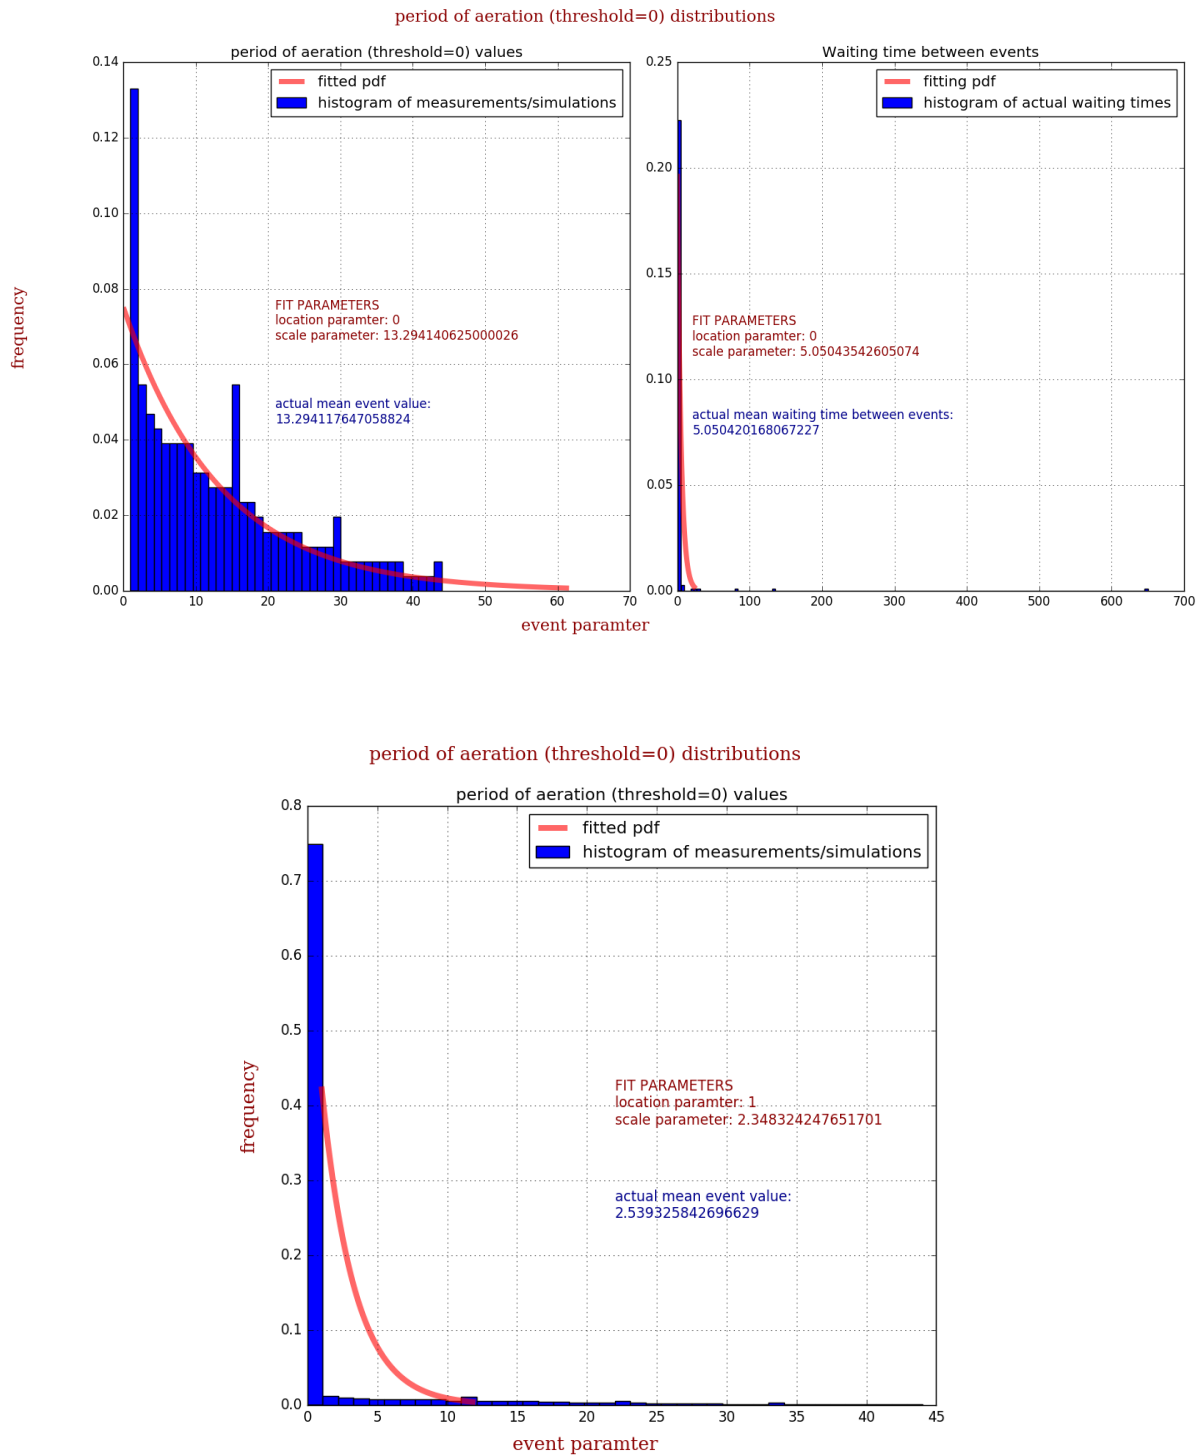 period of aeration (threshold=0) distributions
period of aeration (threshold=0) values
fitted pdf
histogram of measurements/simulations
0.14
0.12
0.10
0.08
0.06
0.04
0.02
0.00
FIT PARAMETERS
location paramter: 0
scale parameter: 13.294140625000026
actual mean event value:
13.294117647058824
0 10 20 30 40 50 60 70
frequency
Waiting time between events
fitting pdf
histogram of actual waiting times
0.25
0.20
0.15
0.10
0.05
0.00
FIT PARAMETERS
location paramter: 0
scale parameter: 5.05043542605074
actual mean waiting time between events:
5.050420168067227
0 100 200 300 400 500 600 700
event paramter
period of aeration (threshold=0) distributions
period of aeration (threshold=0) values
fitted pdf
histogram of measurements/simulations
0.8
0.7
0.6
0.5
0.4
0.3
0.2
0.1
0.0
FIT PARAMETERS
location paramter: 1
scale parameter: 2.348324247651701
actual mean event value:
2.539325842696629
0 5 10 15 20 25 30 35 40 45
frequency
event paramter